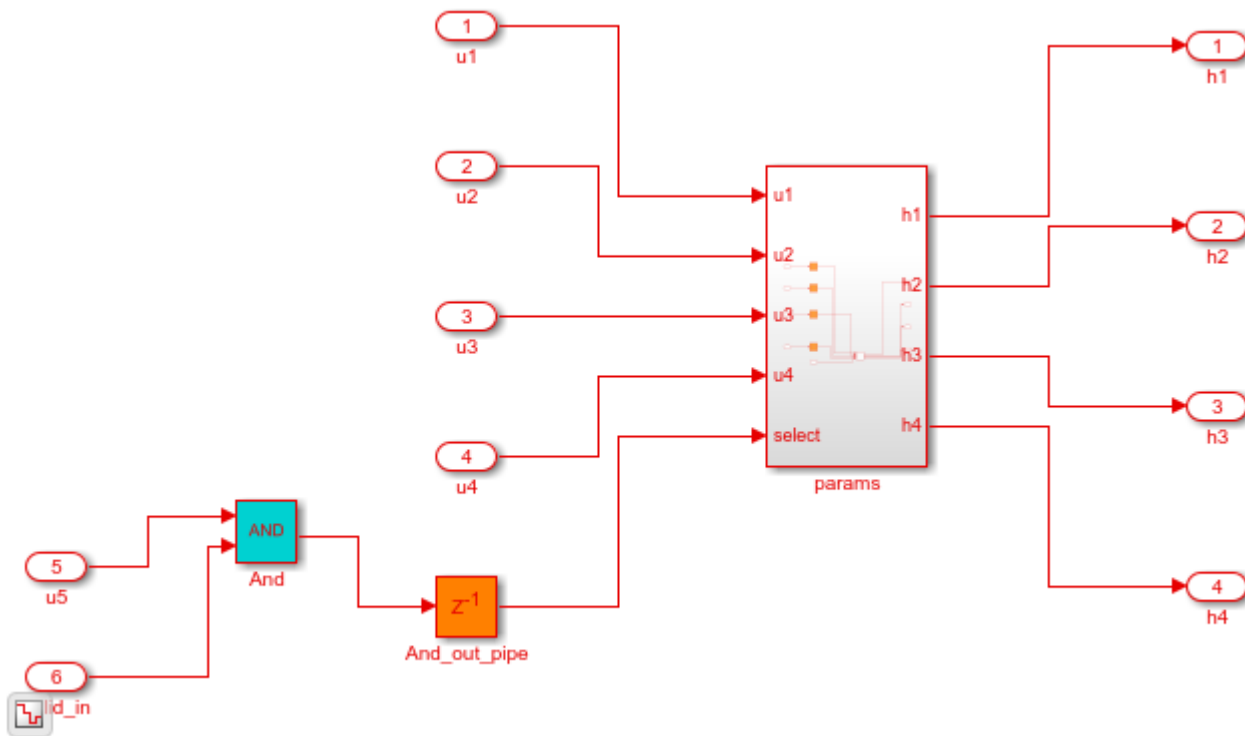 1
u1
2
u2
3
u3
4
u4
5
u5
6
lid_in
AND
And
Z-1
And_out_pipe
u1
u2
u3
u4
select
h1
h2
h3
h4
params
1
h1
2
h2
3
h3
4
h4